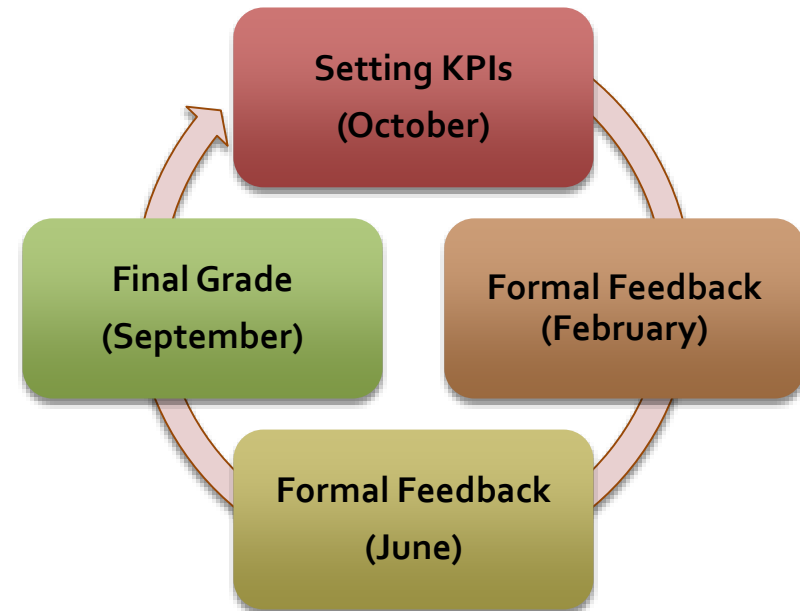 Setting KPIs
(October)
Formal Feedback
(February)
Formal Feedback
(June)
Final Grade
(September)